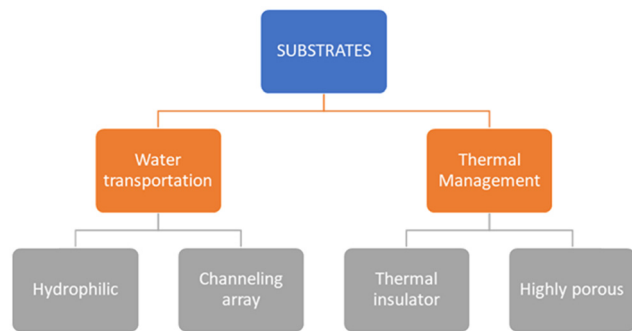 SUBSTRATES
Water
transportation
Thermal
Management
Hydrophilic
Channeling
array
Thermal
insulator
Highly porous